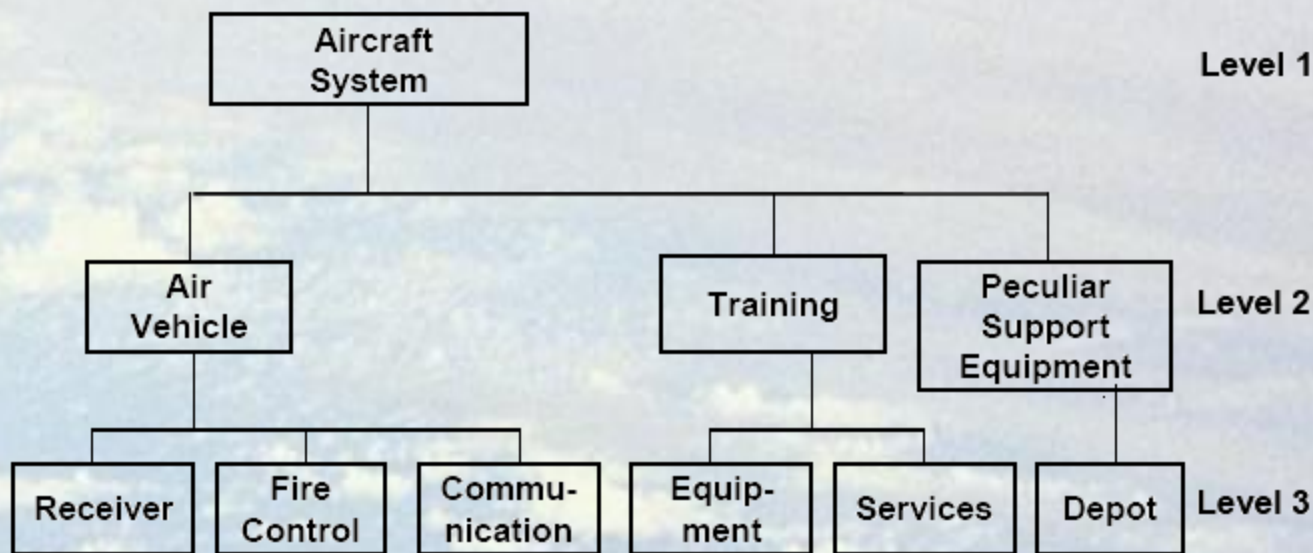 Aircraft
System
Level 1
Air
Vehicle
Training
Peculiar
Support
Equipment
Level 2
Receiver
Fire
Control
Commu-
nication
Equip-
ment
Services
Depot
Level 3